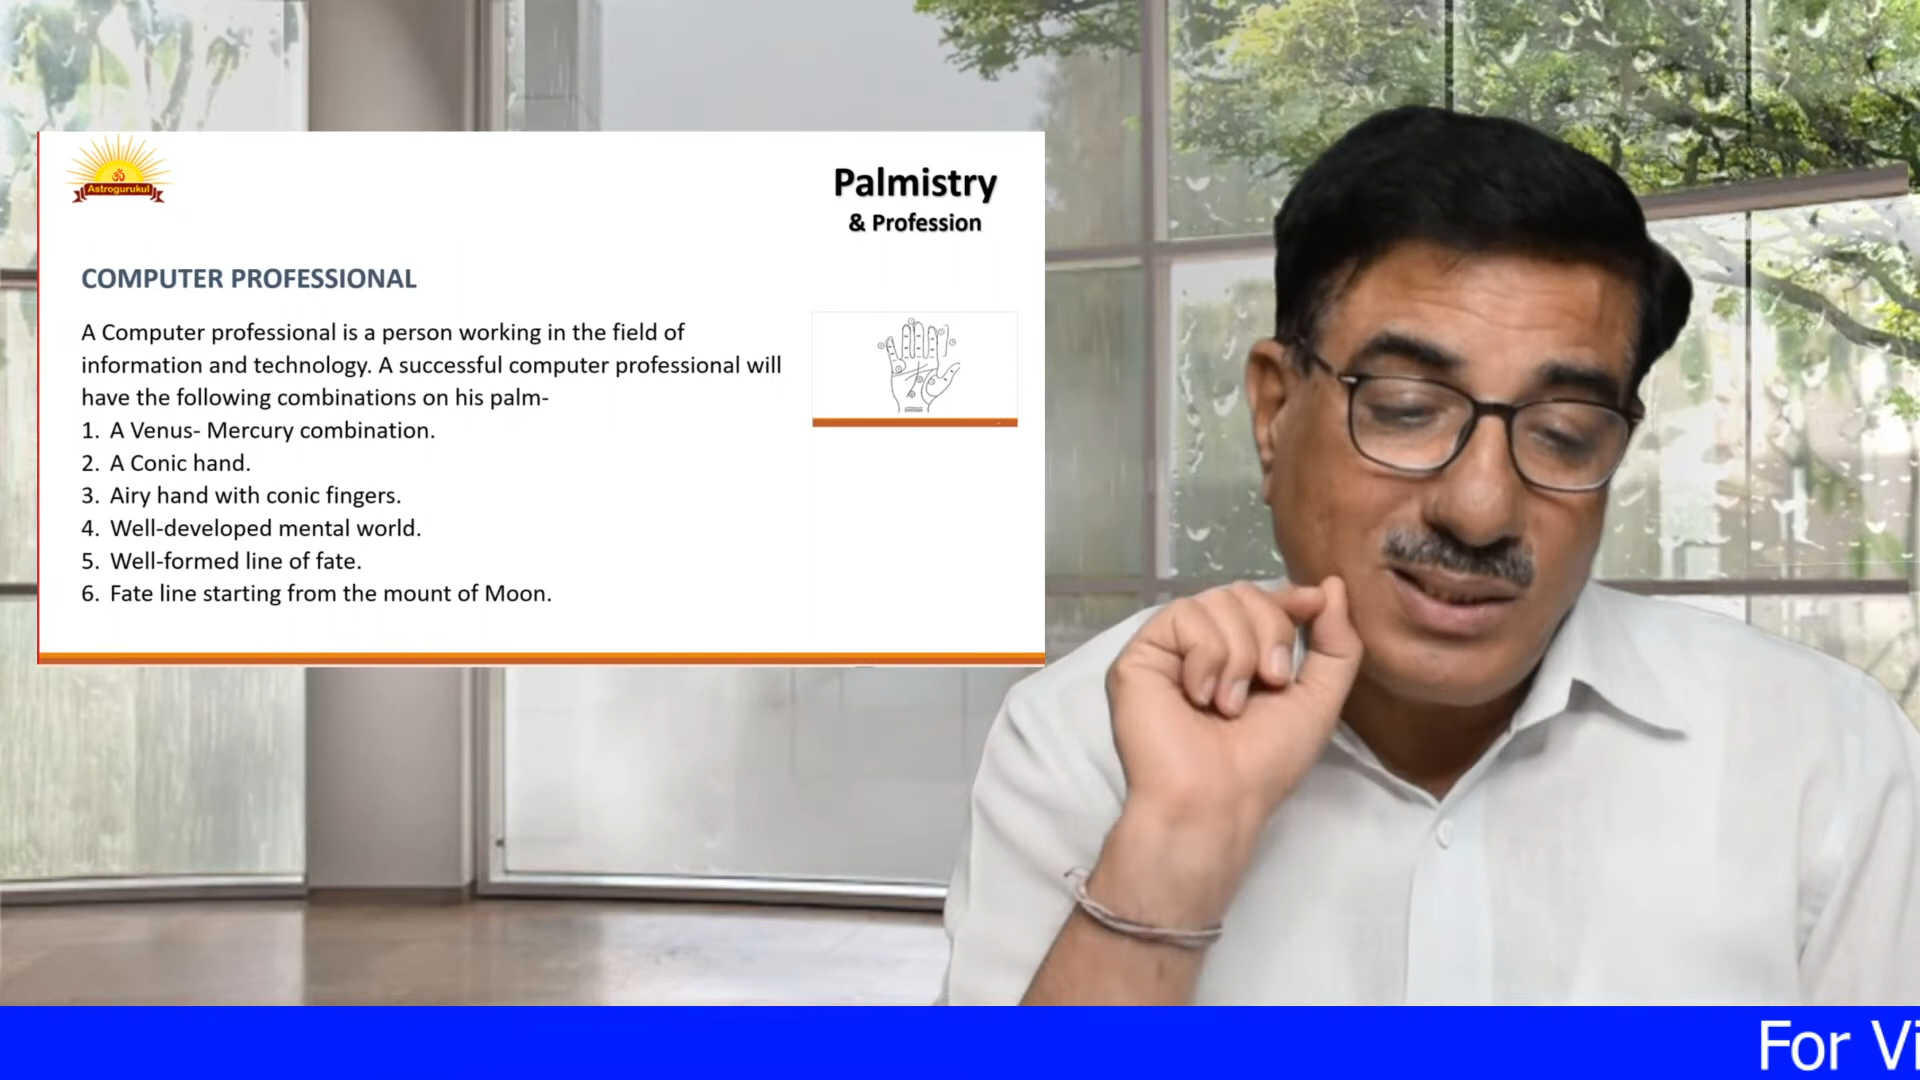 ॐ
Astrogurukul
Palmistry
& Profession
COMPUTER PROFESSIONAL
A Computer professional is a person working in the field of
information and technology. A successful computer professional will
have the following combinations on his palm-
1. A Venus- Mercury combination.
2. A Conic hand.
3. Airy hand with conic fingers.
4. Well-developed mental world.
5. Well-formed line of fate.
6. Fate line starting from the mount of Moon.
For Vi